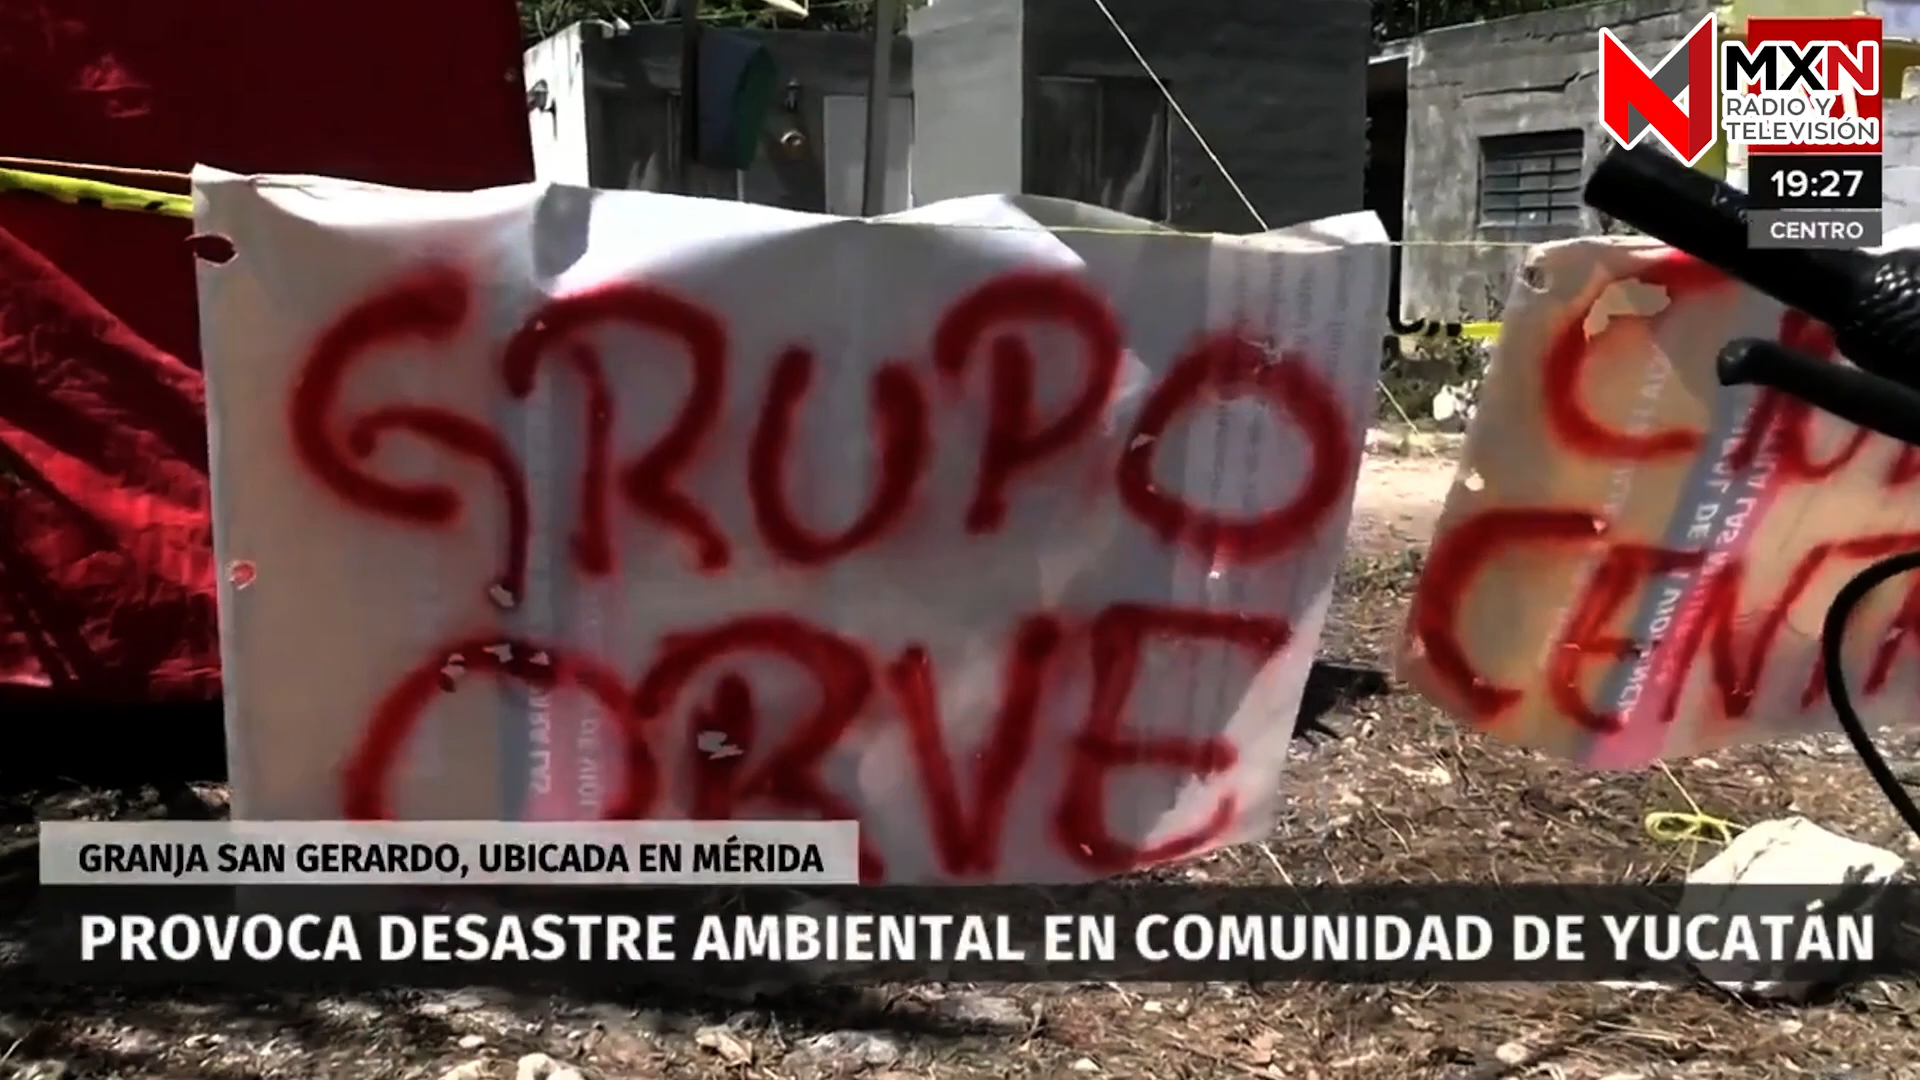 MXN
RADIO Y
TELEVISIÓN
19:27
CENTRO
GRUPO
ORVE
GRANJA SAN GERARDO, UBICADA EN MÉRIDA
PROVOCA DESASTRE AMBIENTAL EN COMUNIDAD DE YUCATÁN